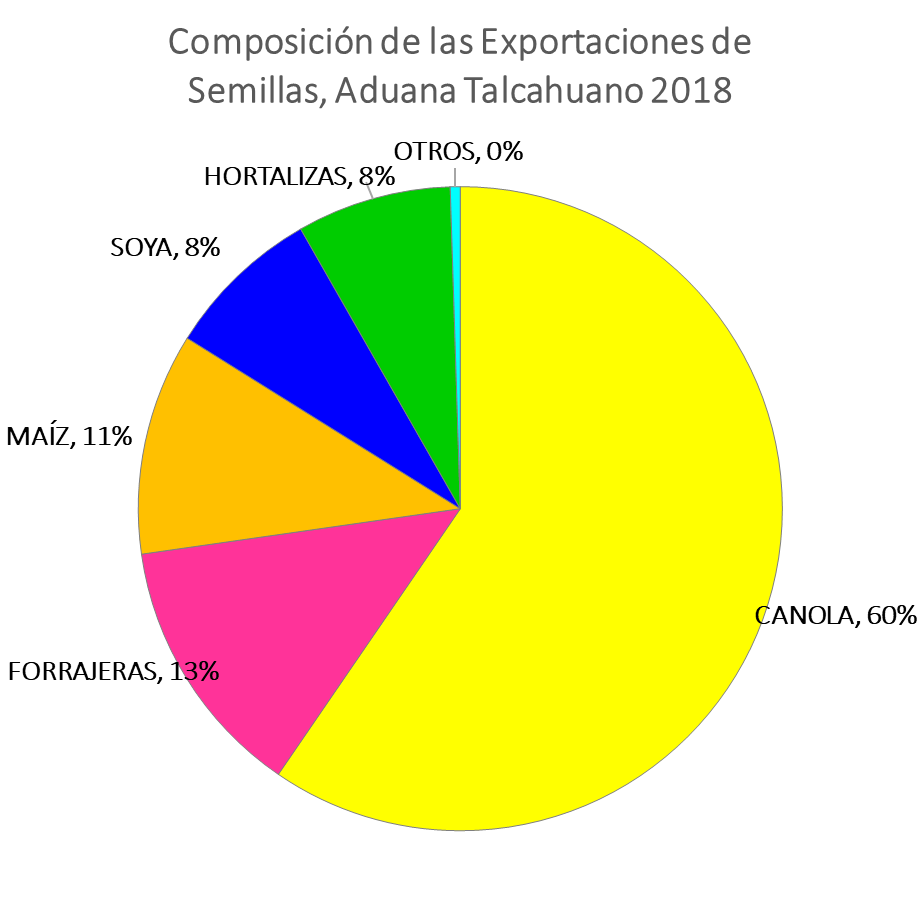 Composición de las Exportaciones de
Semillas, Aduana Talcahuano 2018
OTROS, 0%
HORTALIZAS, 8%
SOYA, 8%
MAÍZ, 11%
CANOLA, 60%
FORRAJERAS, 13%